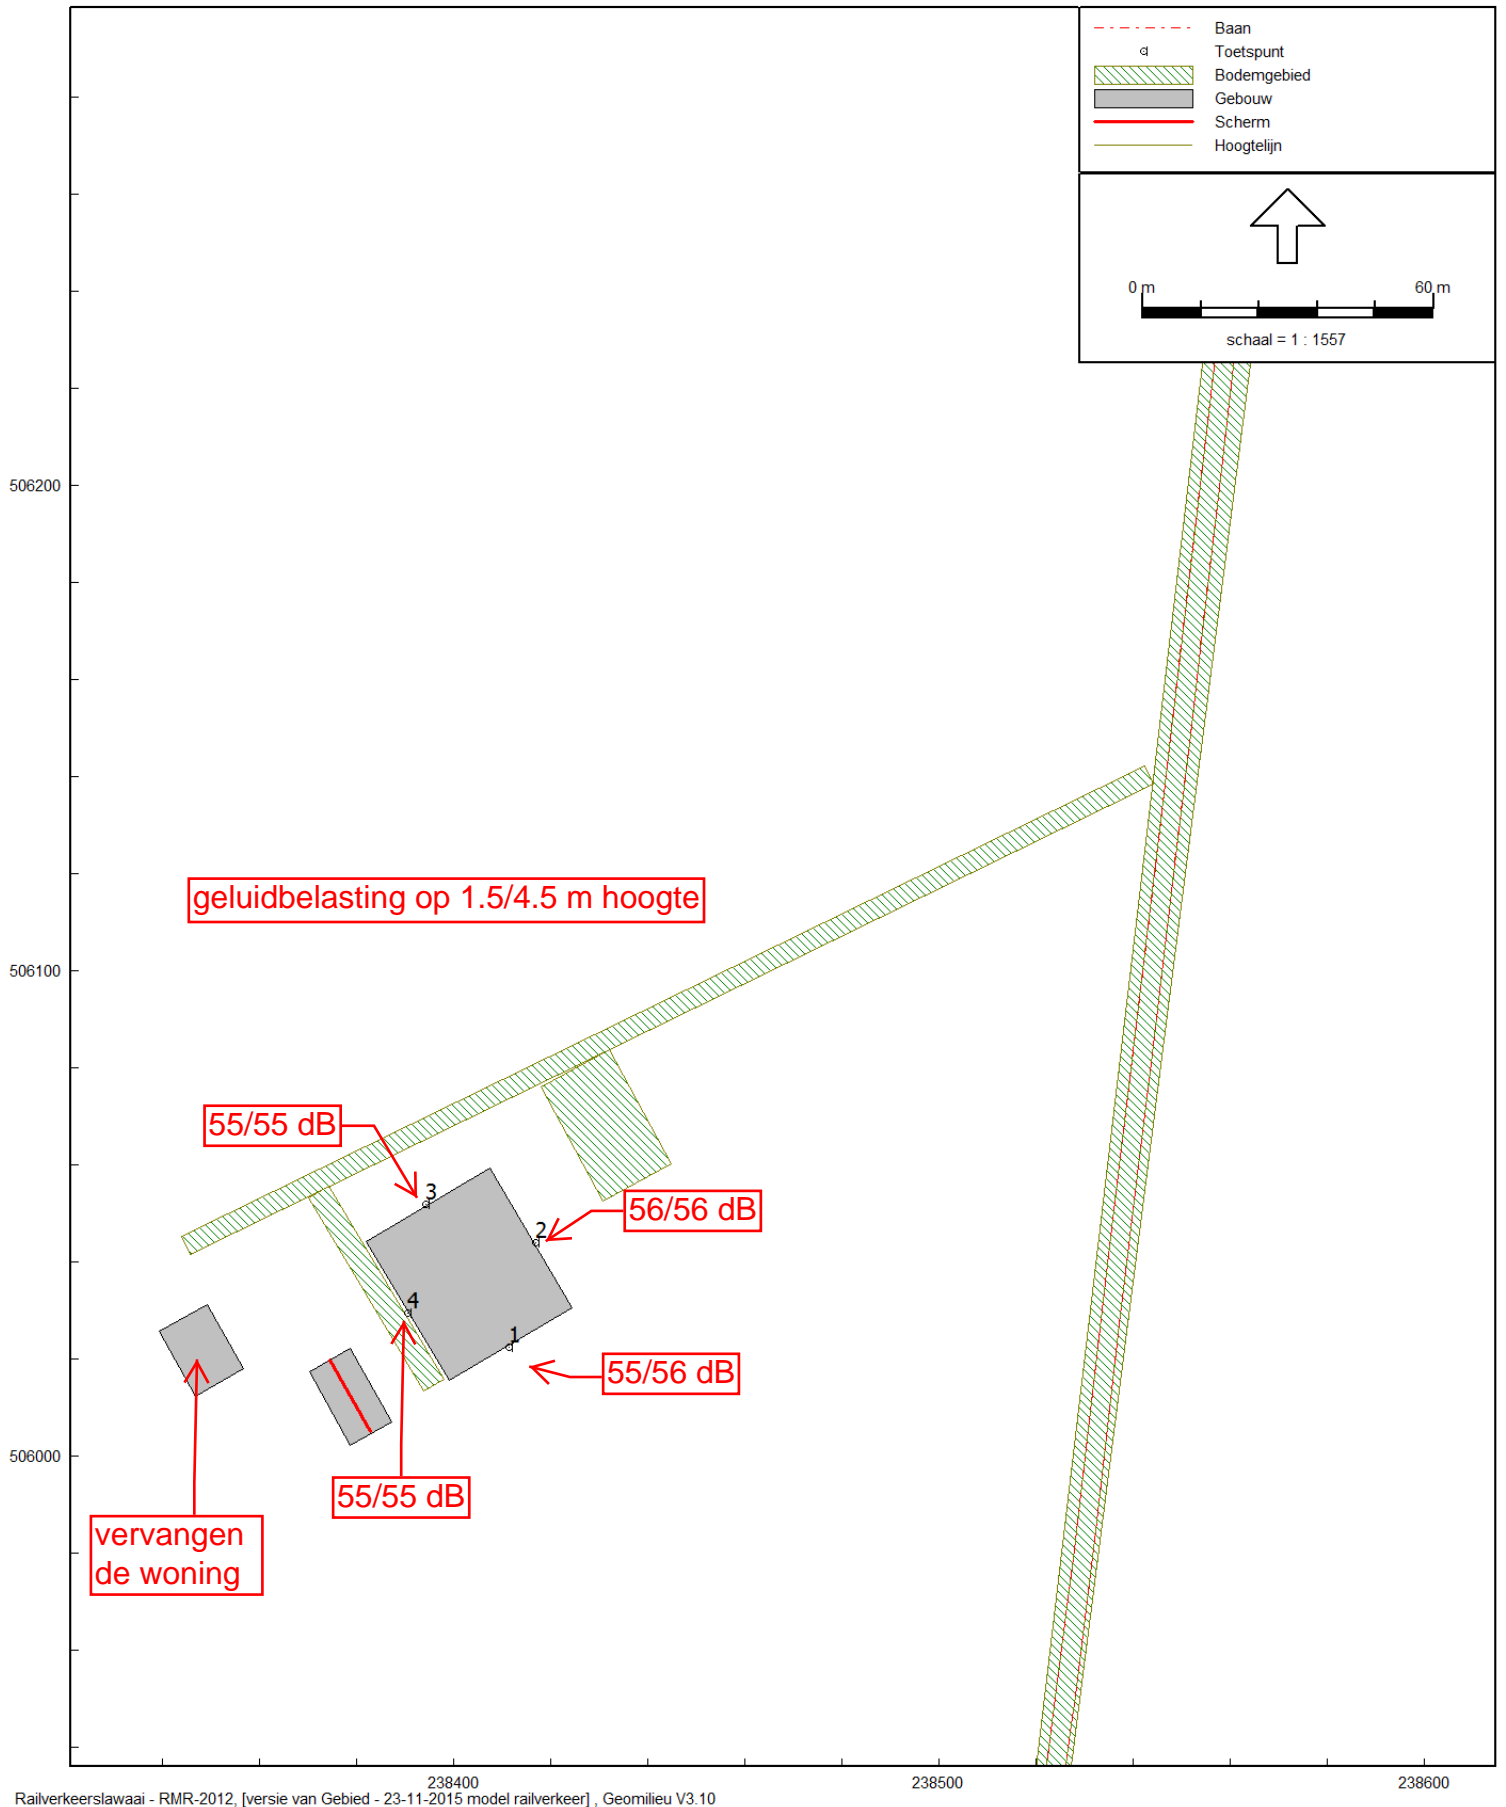 Baan
Toetspunt
Bodemgebied
Gebouw
Scherm
Hoogtelijn
0 m 60 m
schaal = 1 : 1557
506200
geluidbelasting op 1.5/4.5 m hoogte
506100
55/55 dB
3
56/56 dB
2
4
1
55/56 dB
506000
55/55 dB
vervangen
de woning
238400 238500 238600
Railverkeerslawaai - RMR-2012, [versie van Gebied - 23-11-2015 model railverkeer] , Geomilieu V3.10